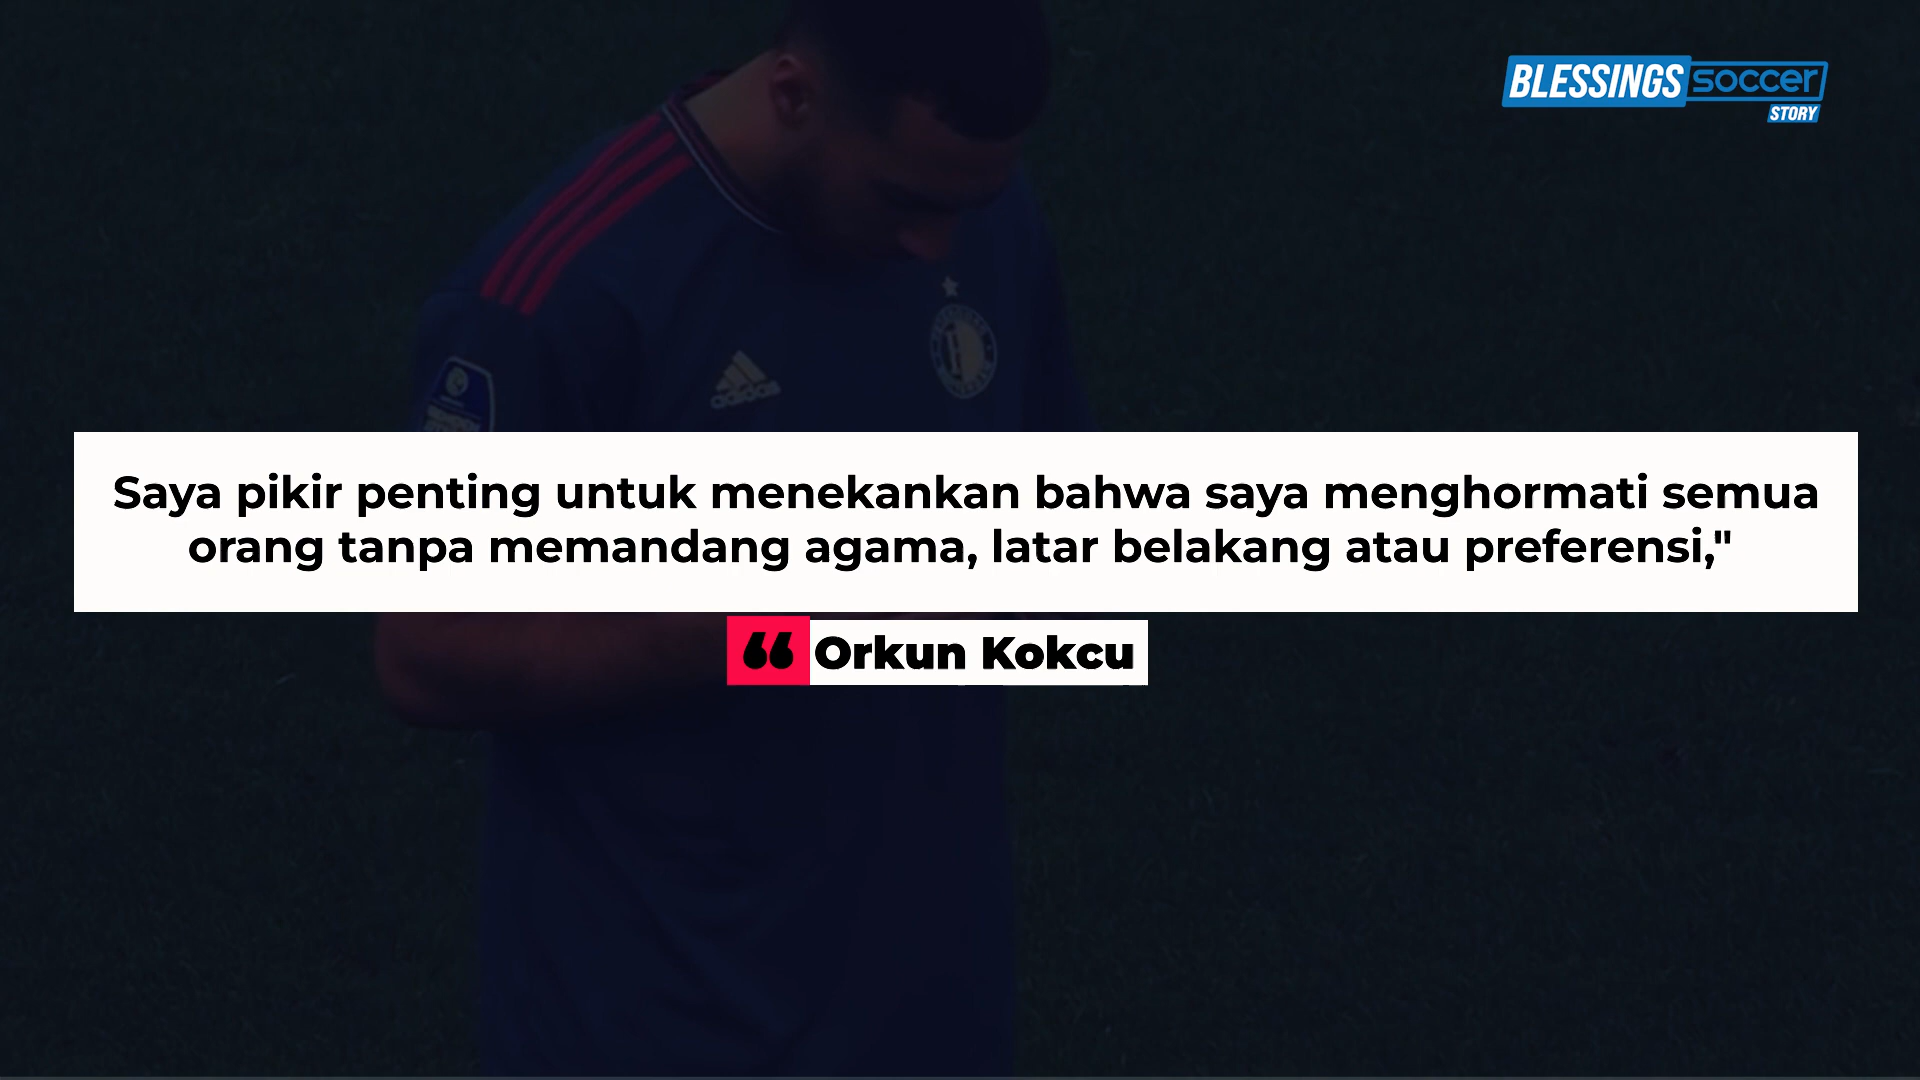 BLESSINGS soccer
STORY
adidas
Saya pikir penting untuk menekankan bahwa saya menghormati semua
orang tanpa memandang agama, latar belakang atau preferensi,"
“ Orkun Kokcu